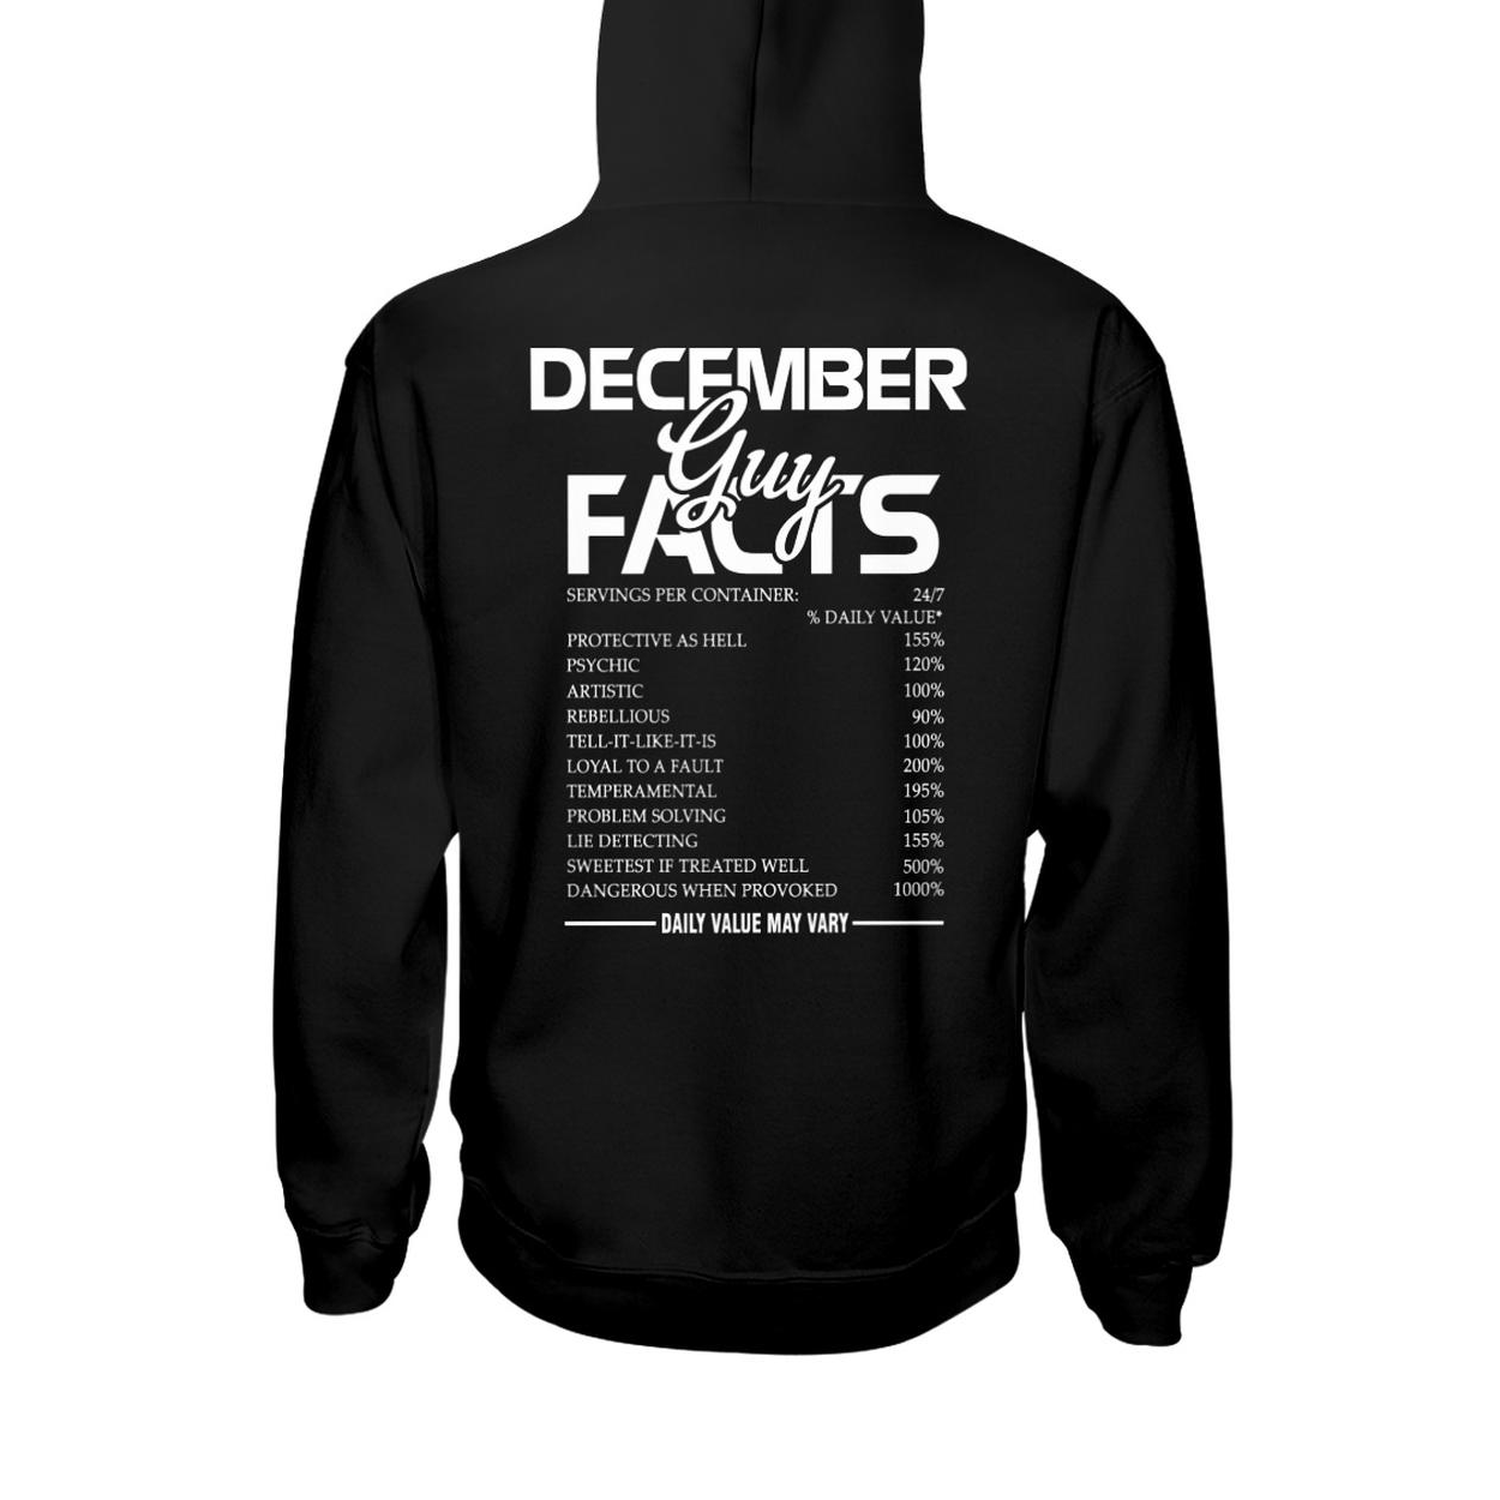 DECEMBER
Guy
FACTS
SERVINGS PER CONTAINER: 24/7
% DAILY VALUE*
PROTECTIVE AS HELL 155%
PSYCHIC 120%
ARTISTIC 100%
REBELLIOUS 90%
TELL-IT-LIKE-IT-IS 100%
LOYAL TO A FAULT 200%
TEMPERAMENTAL 195%
PROBLEM SOLVING 105%
LIE DETECTING 155%
SWEETEST IF TREATED WELL 500%
DANGEROUS WHEN PROVOKED 1000%
DAILY VALUE MAY VARY